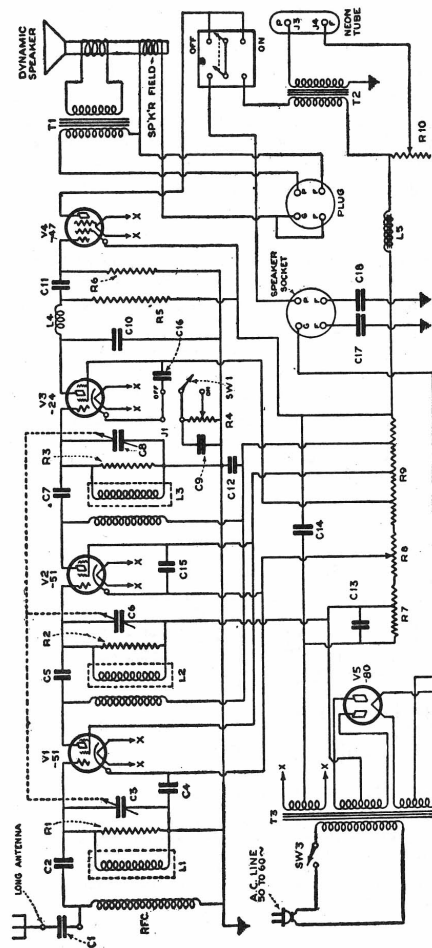 LONG ANTENNA
C1
RFC
C2
R1
L1
C3
C4
V1
-51
X
X
C5
R2
L2
C6
V2
-51
X
X
C15
C7
R3
L3
C8
V3
-24
X
X
J1
OFF
C16
SW1
ON
R4
C9
C12
L4
C10
C11
R5
R6
V4
-47
X
X
T1
DYNAMIC
SPEAKER
SP'K'R FIELD
A.C. LINE
50 TO 60~
SW3
T3
X
X
V5
-80
C13
R7
R8
R9
C14
SPEAKER
SOCKET
G
P
F
F
C17
C18
PLUG
G
P
F
F
L5
R10
OFF
ON
T2
P
J3
J4
F
NEON
TUBE